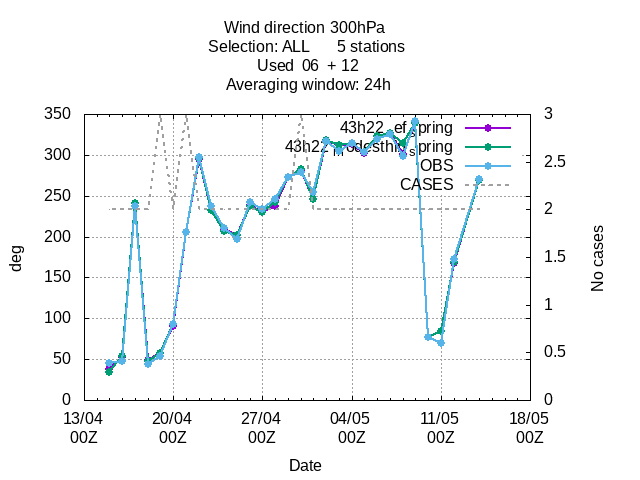 Wind direction 300hPa
Selection: ALL 5 stations
Used 06 + 12
Averaging window: 24h
350
300
250
200
150
100
50
0
3
2.5
2
1.5
1
0.5
0
deg
No cases
OBS
CASES
13/04 00Z
20/04 00Z
27/04 00Z
04/05 00Z
11/05 00Z
18/05 00Z
Date